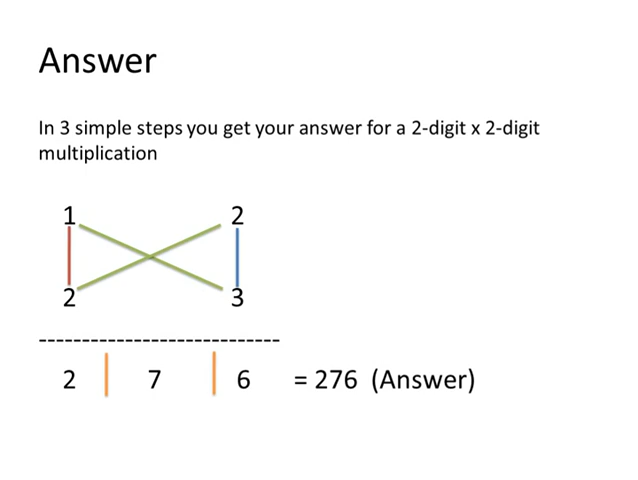 Answer
In 3 simple steps you get your answer for a 2-digit x 2-digit
multiplication
1 2
2 3
----------------------------
2 | 7 | 6 = 276 (Answer)